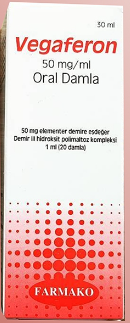 30 ml
Vegaferon
50 mg/ml
Oral Damla
50 mg elementer demire eşdeğer
Demir III hidroksit polimaltoz kompleksi
1 ml (20 damla)
FARMAKO